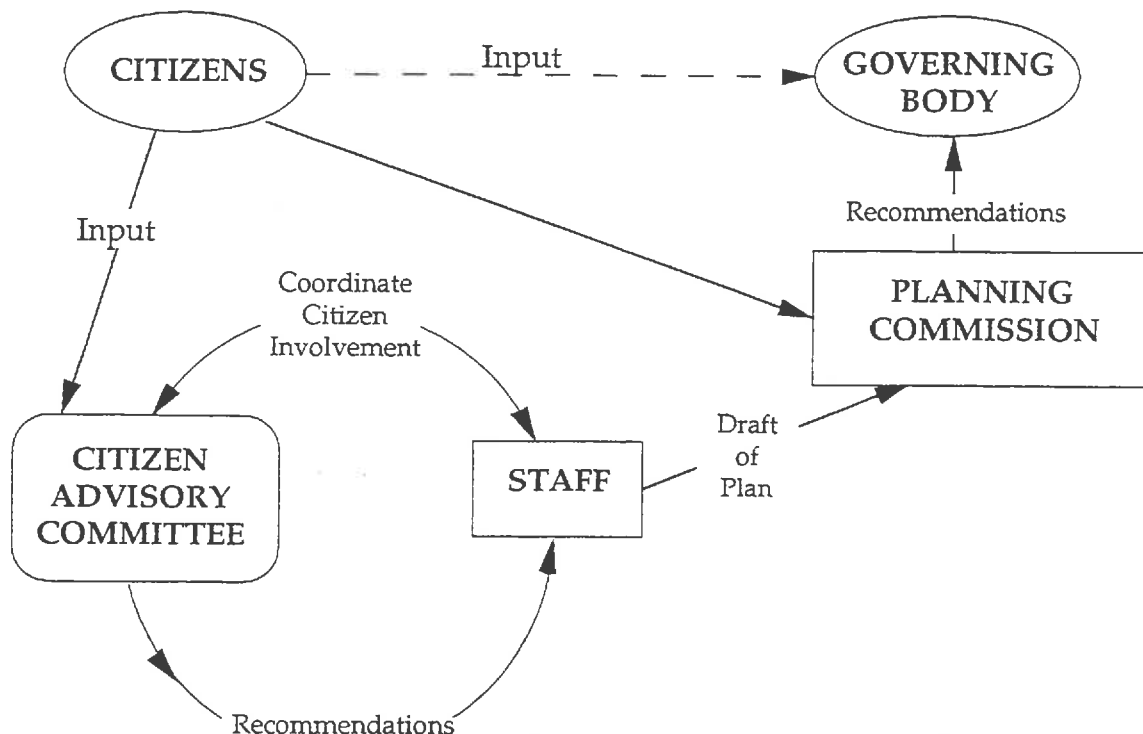 CITIZENS
Input
GOVERNING
BODY
Input
Recommendations
Coordinate
Citizen
Involvement
PLANNING
COMMISSION
CITIZEN
ADVISORY
COMMITTEE
STAFF
Draft
of
Plan
Recommendations